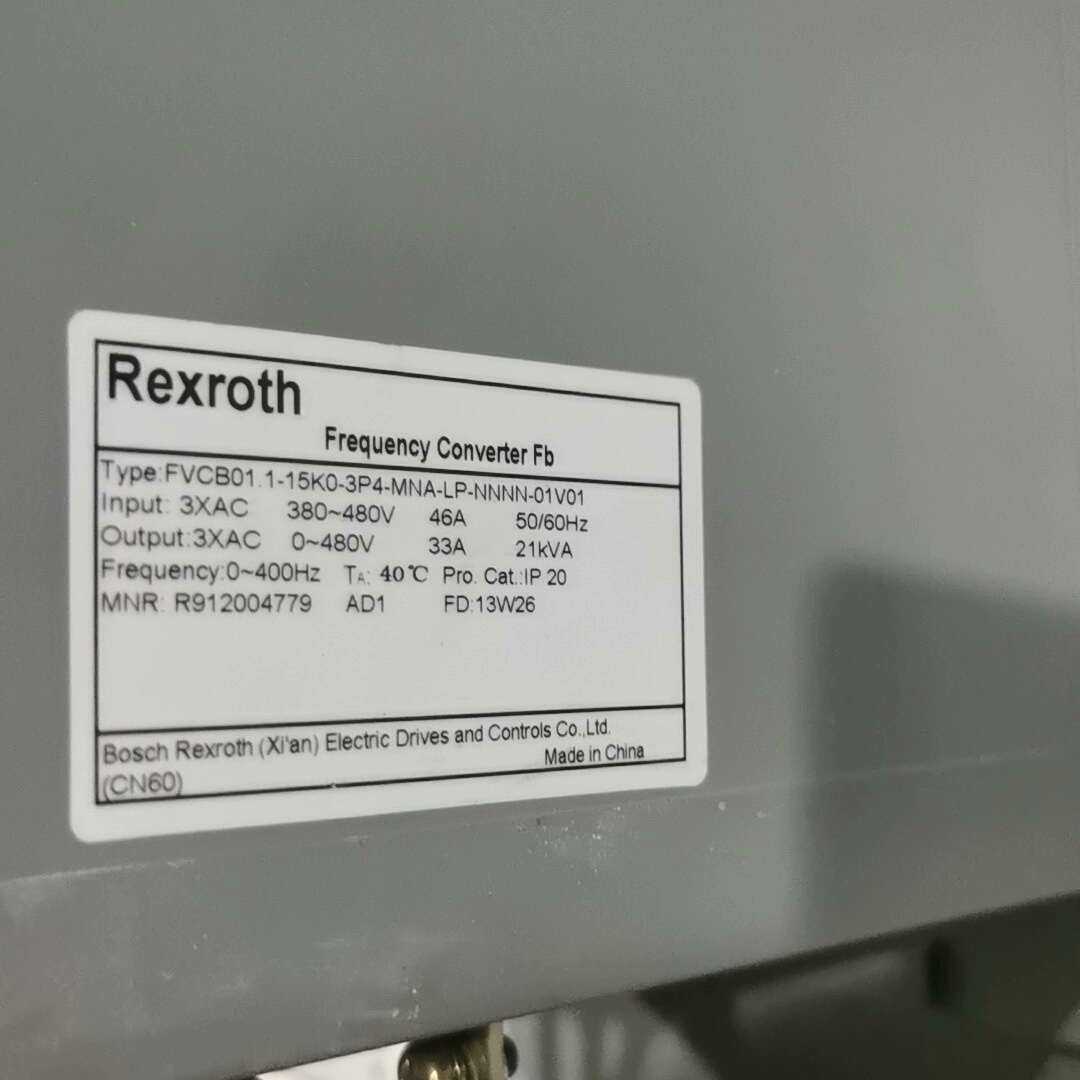 Rexroth
Frequency Converter Fb
Type:FVCB01.1-15K0-3P4-MNA-LP-NNNN-01V01
Input: 3XAC 380~480V 46A 50/60Hz
Output:3XAC 0~480V 33A 21kVA
Frequency:0~400Hz TA: 40℃ Pro. Cat.:IP 20
MNR: R912004779 AD1 FD:13W26
Bosch Rexroth (Xi'an) Electric Drives and Controls Co.,Ltd.
Made in China
(CN60)